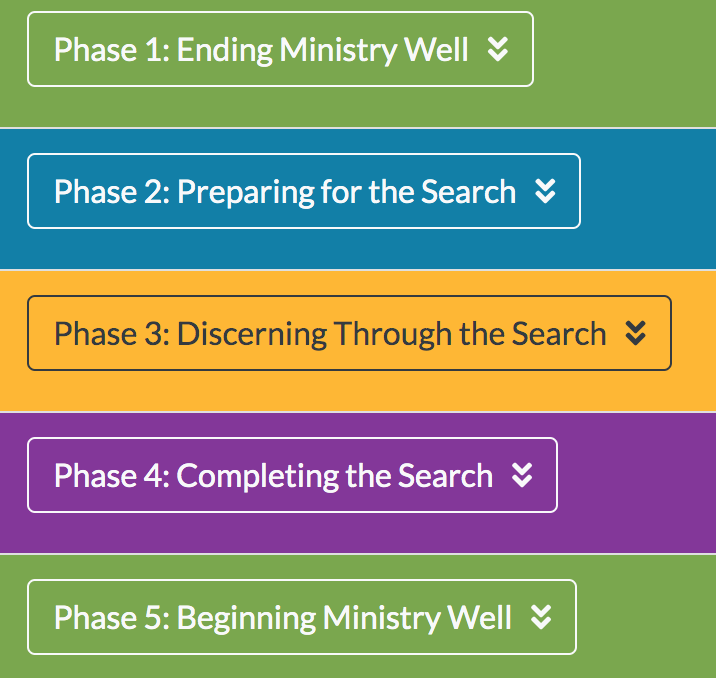 Phase 1: Ending Ministry Well
Phase 2: Preparing for the Search
Phase 3: Discerning Through the Search
Phase 4: Completing the Search
Phase 5: Beginning Ministry Well